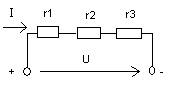 I r1 r2 r3
U
+ -